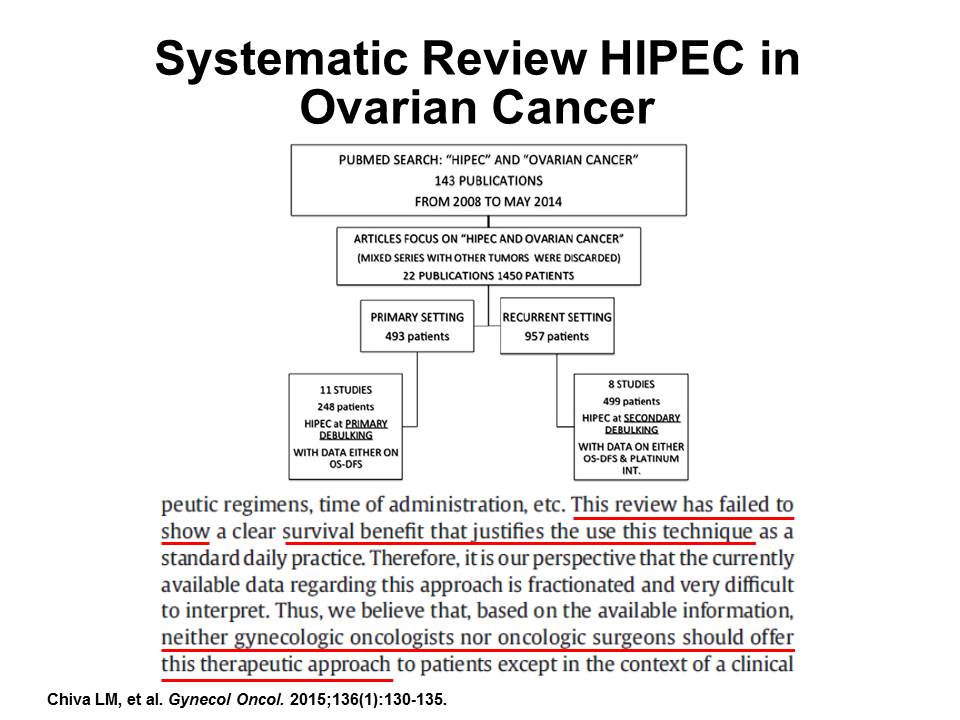 Systematic Review HIPEC in
Ovarian Cancer
PUBMED SEARCH: “HIPEC” AND “OVARIAN CANCER”
143 PUBLICATIONS
FROM 2008 TO MAY 2014
ARTICLES FOCUS ON “HIPEC AND OVARIAN CANCER”
(MIXED SERIES WITH OTHER TUMORS WERE DISCARDED)
22 PUBLICATIONS 1450 PATIENTS
PRIMARY SETTING
493 patients
RECURRENT SETTING
957 patients
11 STUDIES
248 patients
HIPEC at PRIMARY
DEBULKING
WITH DATA EITHER ON
OS-DFS
8 STUDIES
499 patients
HIPEC at SECONDARY
DEBULKING
WITH DATA ON EITHER
OS-DFS & PLATINUM
INT.
peutic regimens, time of administration, etc. This review has failed to
show a clear survival benefit that justifies the use this technique as a
standard daily practice. Therefore, it is our perspective that the currently
available data regarding this approach is fractionated and very difficult
to interpret. Thus, we believe that, based on the available information,
neither gynecologic oncologists nor oncologic surgeons should offer
this therapeutic approach to patients except in the context of a clinical
Chiva LM, et al. Gynecol Oncol. 2015;136(1):130-135.